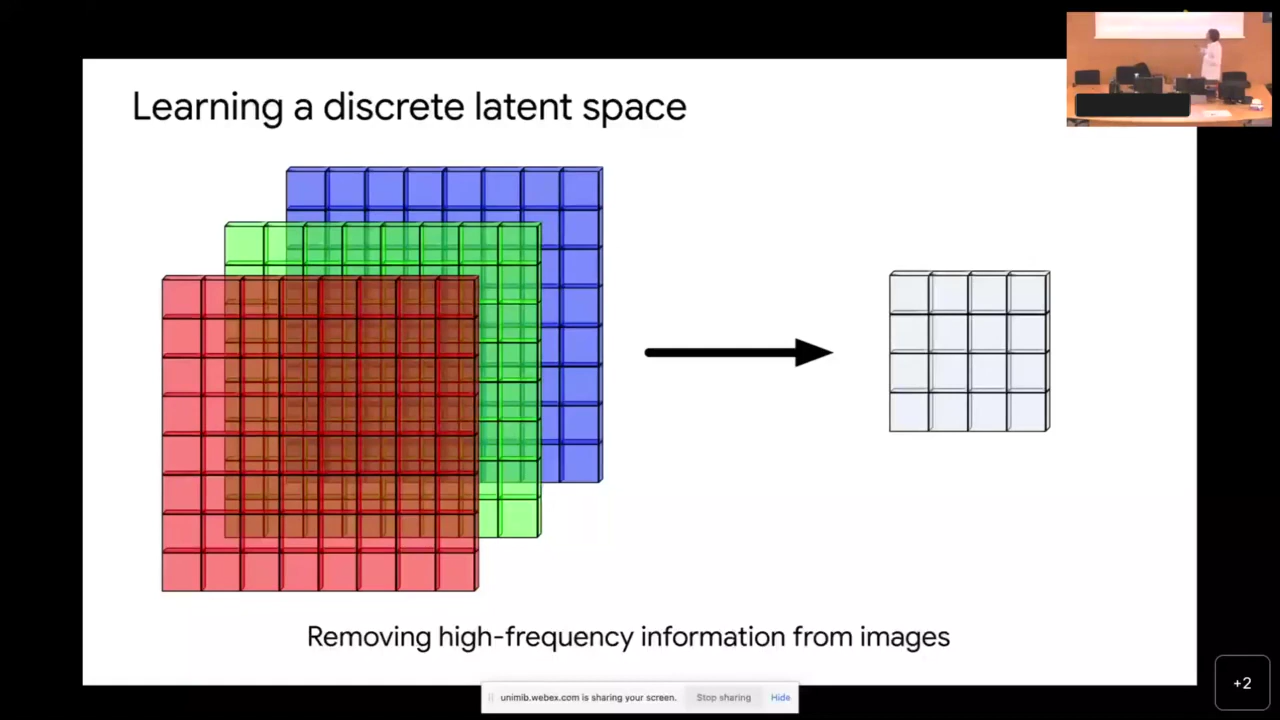 Learning a discrete latent space
Removing high-frequency information from images
unimib.webex.com is sharing your screen. Stop sharing Hide
+2